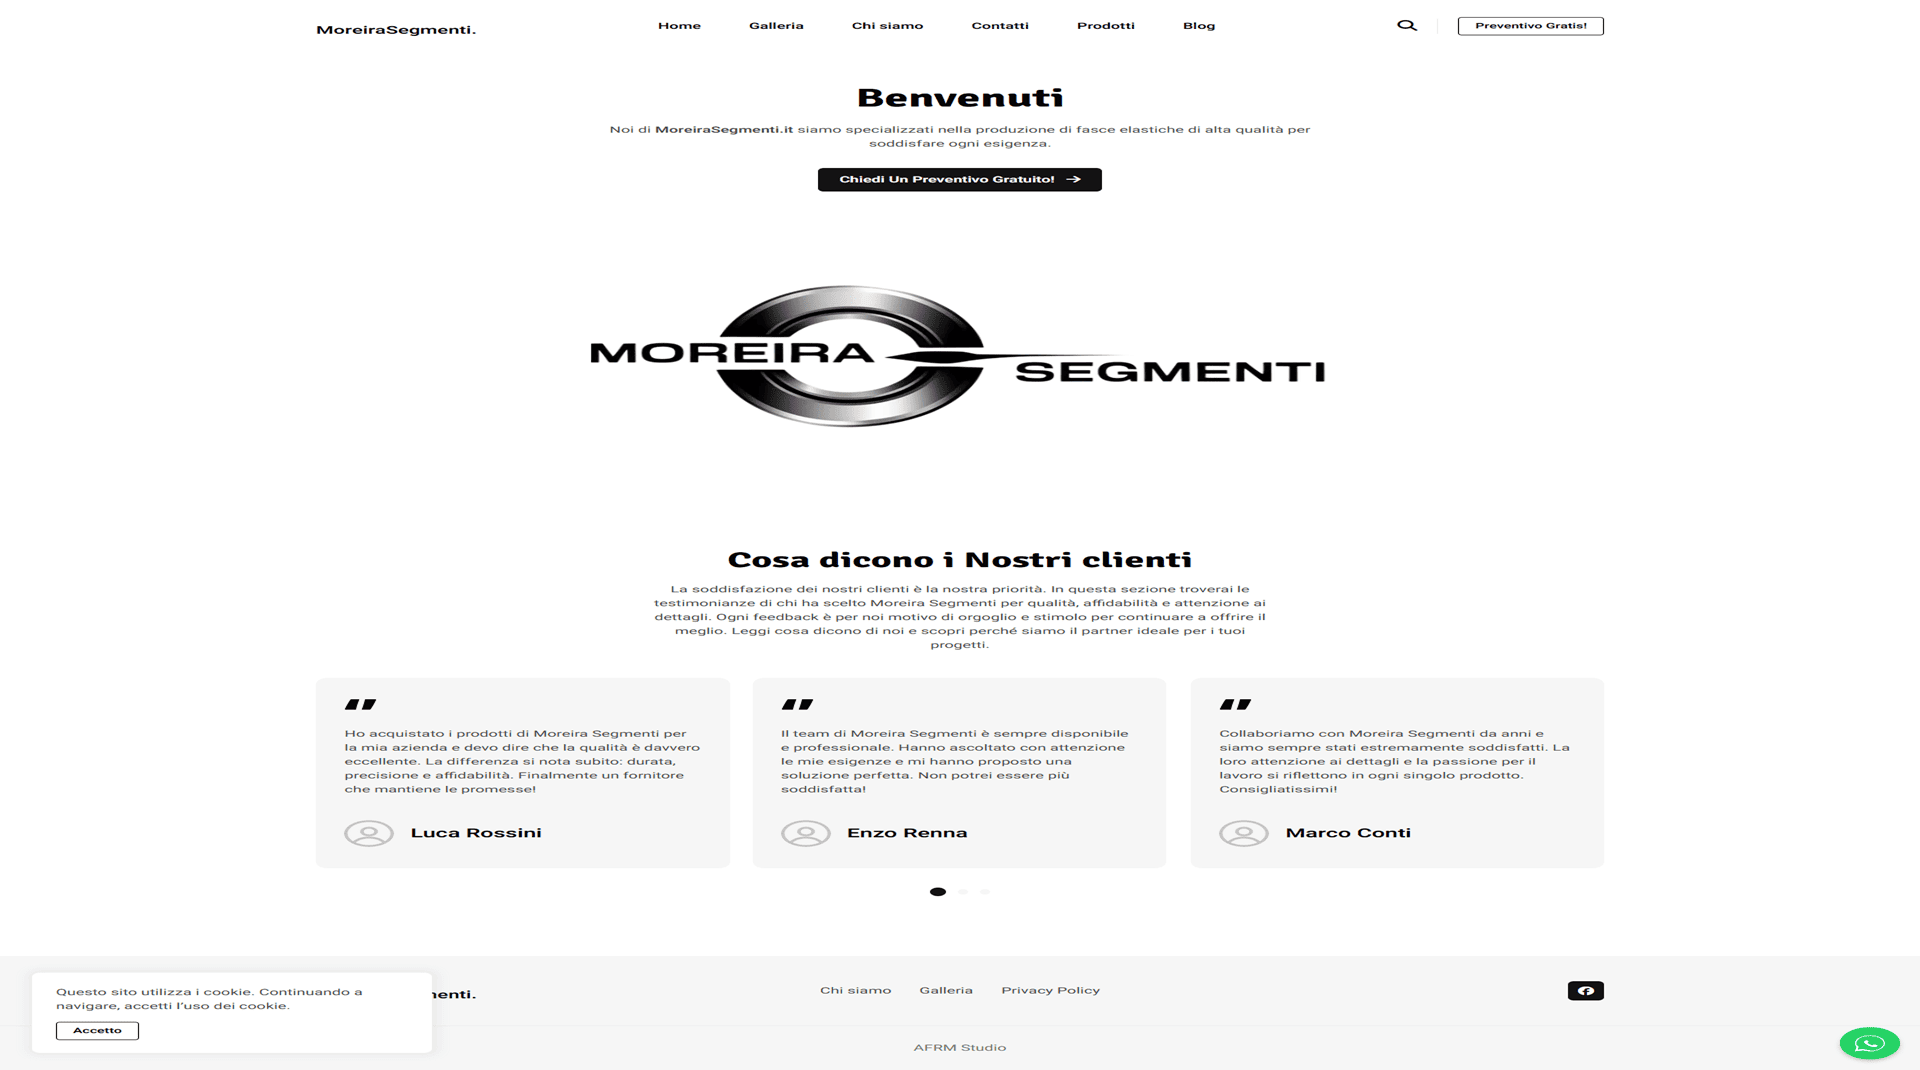 MoreiraSegmenti.
Home
Galleria
Chi siamo
Contatti
Prodotti
Blog
Preventivo Gratis!
Benvenuti
Noi di MoreiraSegmenti.it siamo specializzati nella produzione di fasce elastiche di alta qualità per
soddisfare ogni esigenza.
Chiedi Un Preventivo Gratuito!
MOREIRA
SEGMENTI
Cosa dicono i Nostri clienti
La soddisfazione dei nostri clienti è la nostra priorità. In questa sezione troverai le
testimonianze di chi ha scelto Moreira Segmenti per qualità, affidabilità e attenzione ai
dettagli. Ogni feedback è per noi motivo di orgoglio e stimolo per continuare a offrire il
meglio. Leggi cosa dicono di noi e scopri perché siamo il partner ideale per i tuoi
progetti.
Ho acquistato i prodotti di Moreira Segmenti per
la mia azienda e devo dire che la qualità è davvero
eccellente. La differenza si nota subito: durata,
precisione e affidabilità. Finalmente un fornitore
che mantiene le promesse!
Luca Rossini
Il team di Moreira Segmenti è sempre disponibile
e professionale. Hanno ascoltato con attenzione
le mie esigenze e mi hanno proposto una
soluzione perfetta. Non potrei essere più
soddisfatta!
Enzo Renna
Collaboriamo con Moreira Segmenti da anni e
siamo sempre stati estremamente soddisfatti. La
loro attenzione ai dettagli e la passione per il
lavoro si riflettono in ogni singolo prodotto.
Consigliatissimi!
Marco Conti
Questo sito utilizza i cookie. Continuando a
navigare, accetti l'uso dei cookie.
Accetto
menti.
Chi siamo
Galleria
Privacy Policy
AFRM Studio